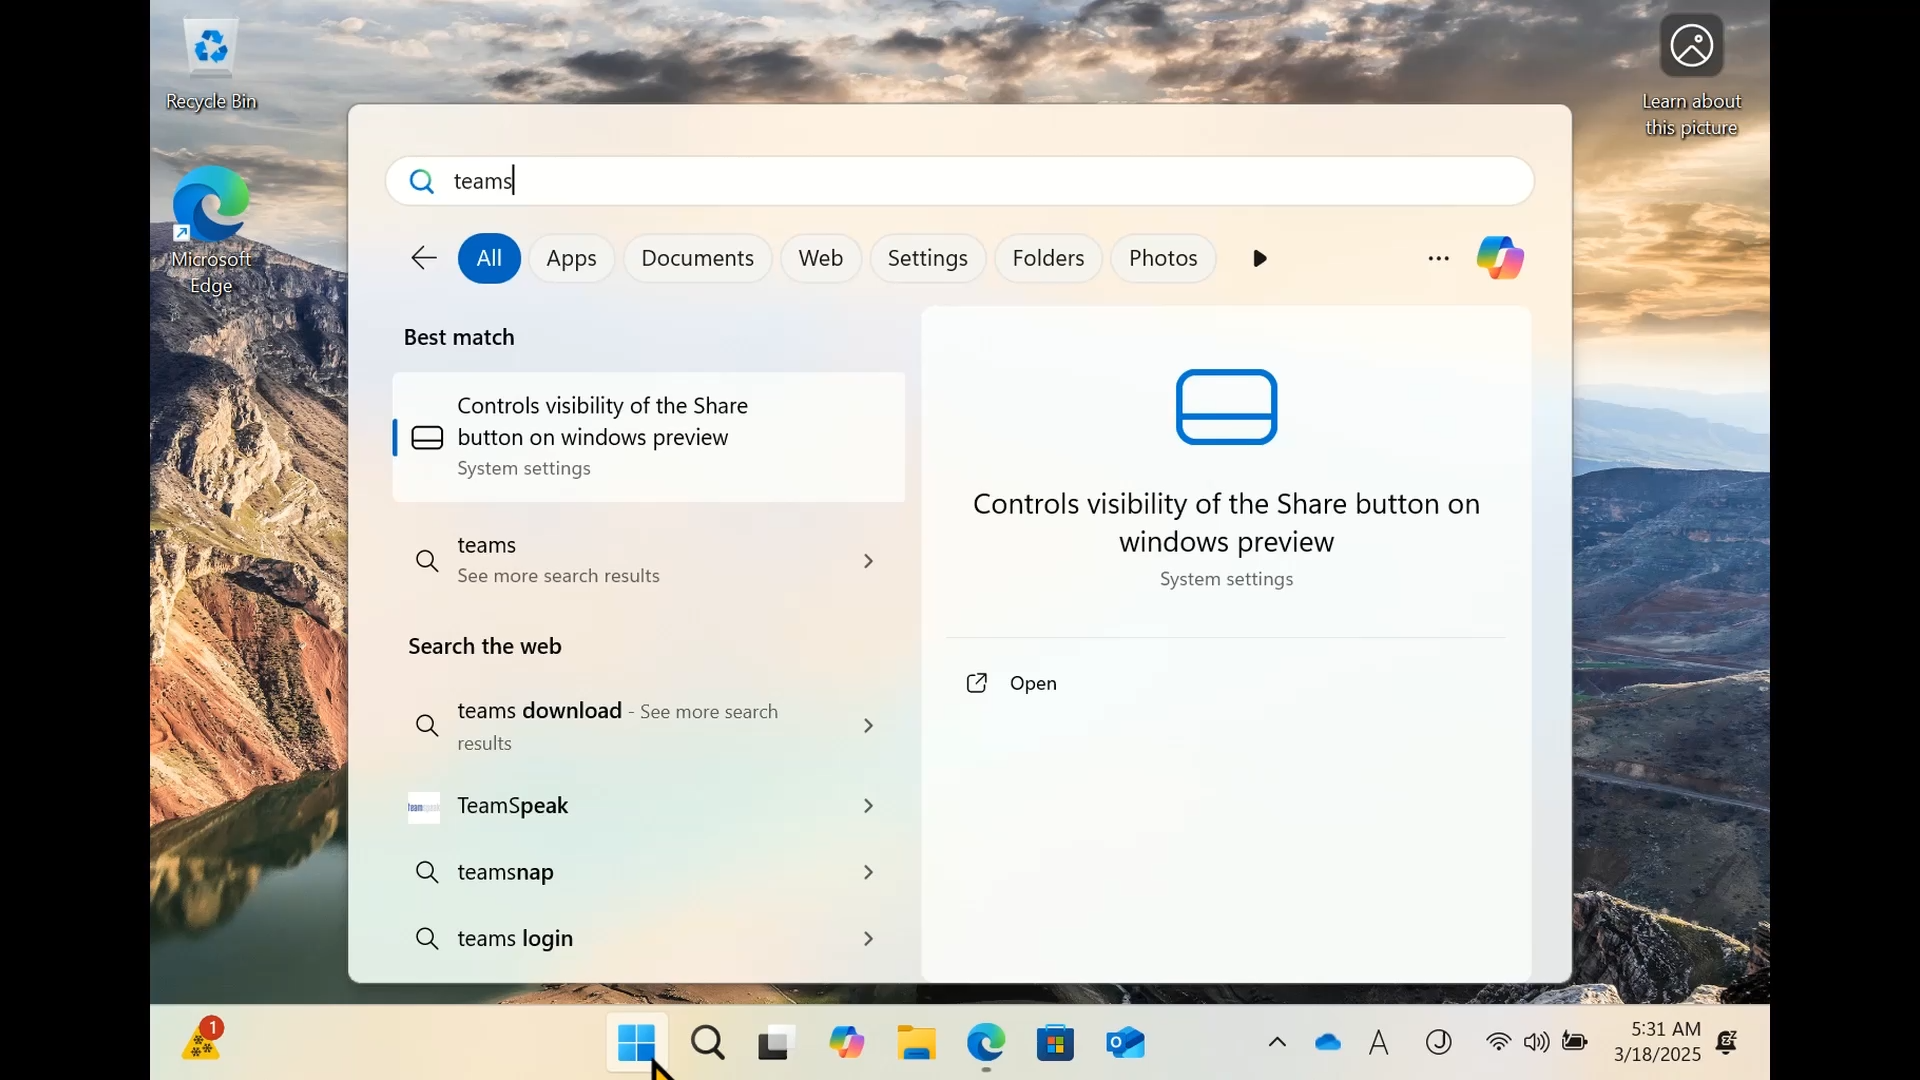 Recycle Bin
Learn about
this picture
Microsoft
Edge
teams
All
Apps
Documents
Web
Settings
Folders
Photos
Best match
Controls visibility of the Share
button on windows preview
System settings
teams
See more search results
Search the web
teams download - See more search
results
TeamSpeak
teamsnap
teams login
Controls visibility of the Share button on
windows preview
System settings
Open
1
A
J
5:31 AM
3/18/2025